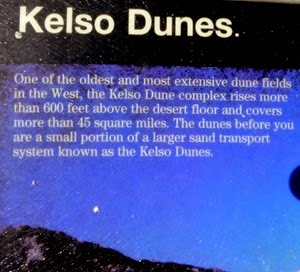 Kelso Dunes.
One of the oldest and most extensive dune fields
in the West, the Kelso Dune complex rises more
than 600 feet above the desert floor and covers
more than 45 square miles. The dunes before you
are a small portion of a larger sand transport
system known as the Kelso Dunes.